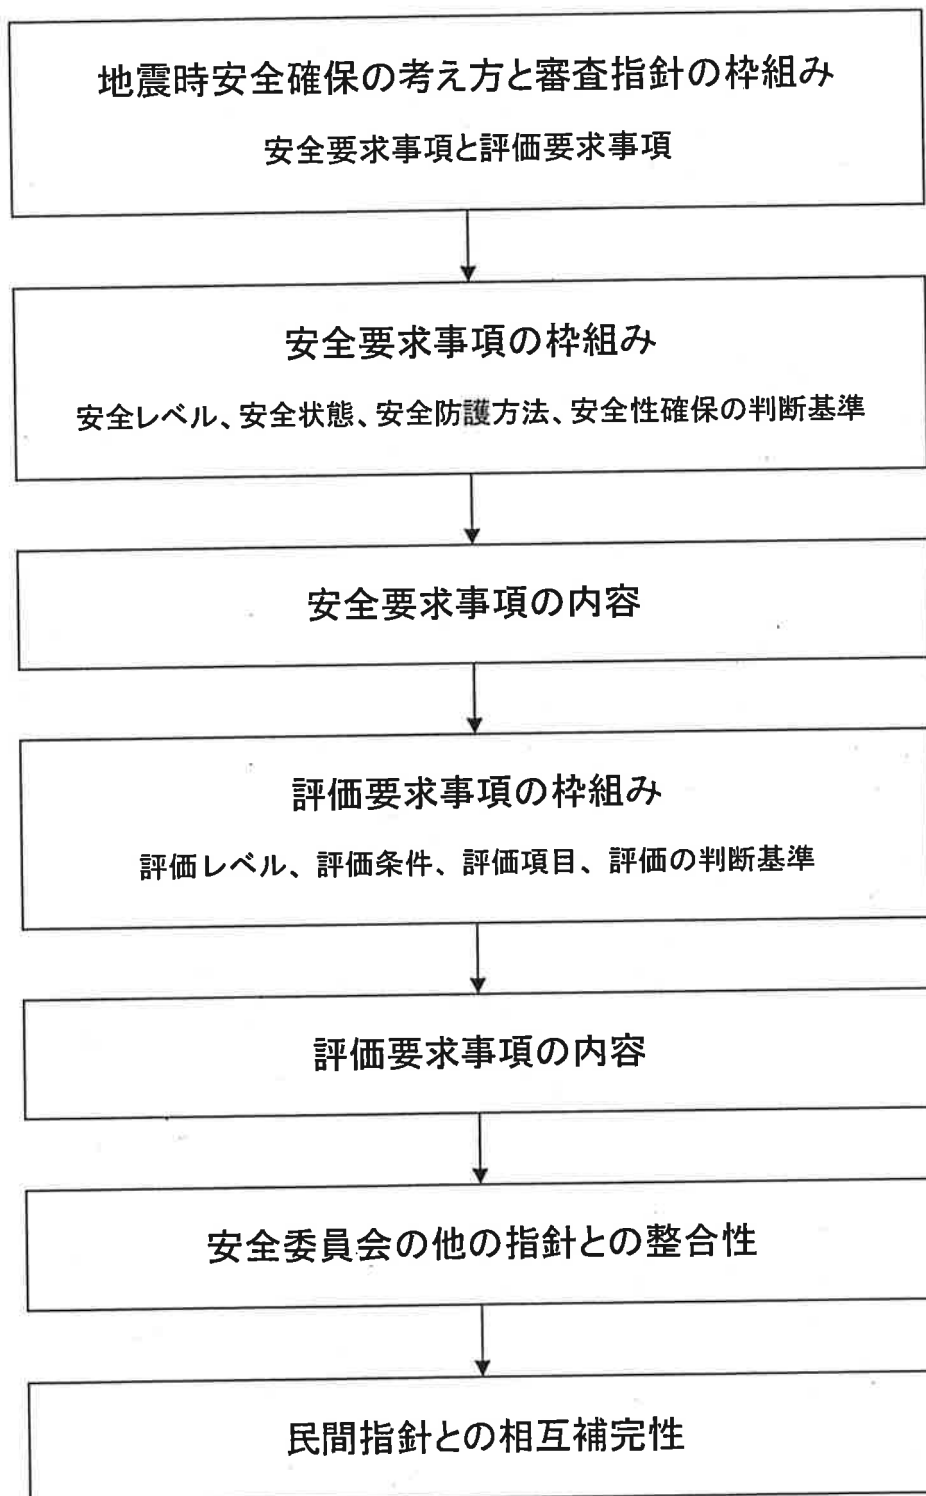 地震時安全確保の考え方と審査指針の枠組み
安全要求事項と評価要求事項
安全要求事項の枠組み
安全レベル、安全状態、安全防護方法、安全性確保の判断基準
安全要求事項の内容
評価要求事項の枠組み
評価レベル、評価条件、評価項目、評価の判断基準
評価要求事項の内容
安全委員会の他の指針との整合性
民間指針との相互補完性